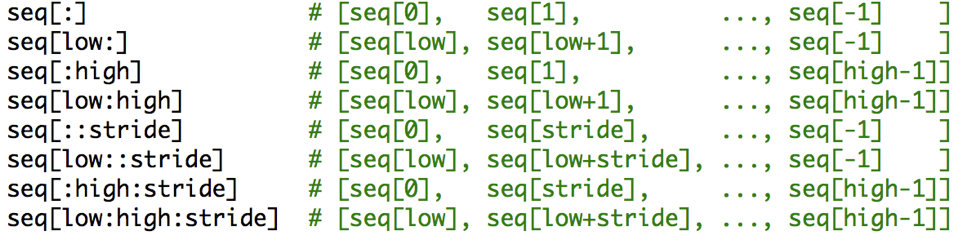 seq[:]                # [seq[0],   seq[1],          ..., seq[-1]    ]
seq[low:]             # [seq[low], seq[low+1],      ..., seq[-1]    ]
seq[:high]            # [seq[0],   seq[1],          ..., seq[high-1]]
seq[low:high]         # [seq[low], seq[low+1],      ..., seq[high-1]]
seq[::stride]         # [seq[0],   seq[stride],     ..., seq[-1]    ]
seq[low::stride]      # [seq[low], seq[low+stride], ..., seq[-1]    ]
seq[:high:stride]     # [seq[0],   seq[stride],     ..., seq[high-1]]
seq[low:high:stride]  # [seq[low], seq[low+stride], ..., seq[high-1]]